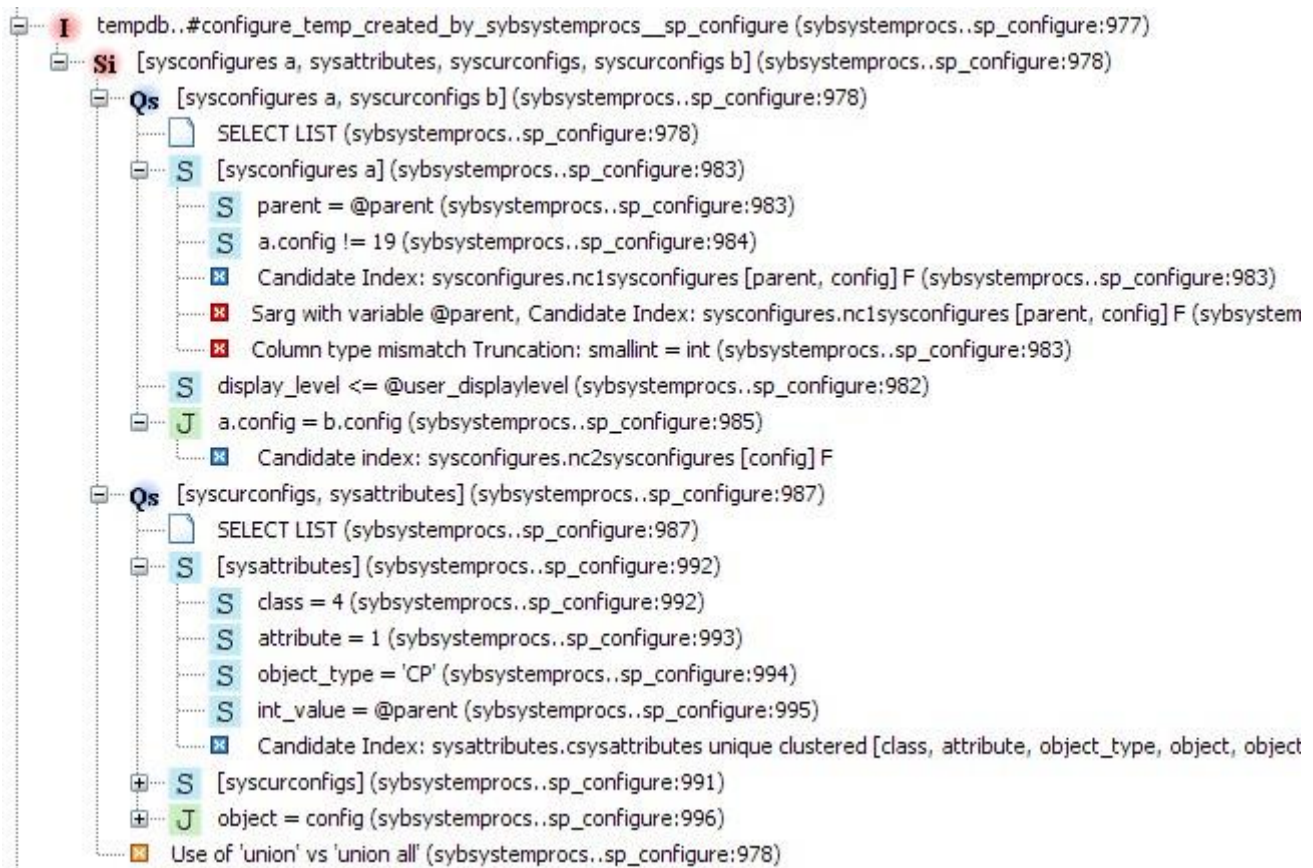 I tempdb..#configure_temp_created_by_sybsystemprocs__sp_configure (sybsystemprocs..sp_configure:977)
Si [sysconfigures a, sysattributes, syscurconfigs, syscurconfigs b] (sybsystemprocs..sp_configure:978)
Qs [sysconfigures a, syscurconfigs b] (sybsystemprocs..sp_configure:978)
SELECT LIST (sybsystemprocs..sp_configure:978)
S [sysconfigures a] (sybsystemprocs..sp_configure:983)
S parent = @parent (sybsystemprocs..sp_configure:983)
S a.config != 19 (sybsystemprocs..sp_configure:984)
Candidate Index: sysconfigures.nc1sysconfigures [parent, config] F (sybsystemprocs..sp_configure:983)
Sarg with variable @parent, Candidate Index: sysconfigures.nc1sysconfigures [parent, config] F (sybsystem
Column type mismatch Truncation: smallint = int (sybsystemprocs..sp_configure:983)
S display_level <= @user_displaylevel (sybsystemprocs..sp_configure:982)
J a.config = b.config (sybsystemprocs..sp_configure:985)
Candidate index: sysconfigures.nc2sysconfigures [config] F
Qs [syscurconfigs, sysattributes] (sybsystemprocs..sp_configure:987)
SELECT LIST (sybsystemprocs..sp_configure:987)
S [sysattributes] (sybsystemprocs..sp_configure:992)
S class = 4 (sybsystemprocs..sp_configure:992)
S attribute = 1 (sybsystemprocs..sp_configure:993)
S object_type = 'CP' (sybsystemprocs..sp_configure:994)
S int_value = @parent (sybsystemprocs..sp_configure:995)
Candidate Index: sysattributes.csysattributes unique clustered [class, attribute, object_type, object, object
S [syscurconfigs] (sybsystemprocs..sp_configure:991)
J object = config (sybsystemprocs..sp_configure:996)
Use of 'union' vs 'union all' (sybsystemprocs..sp_configure:978)